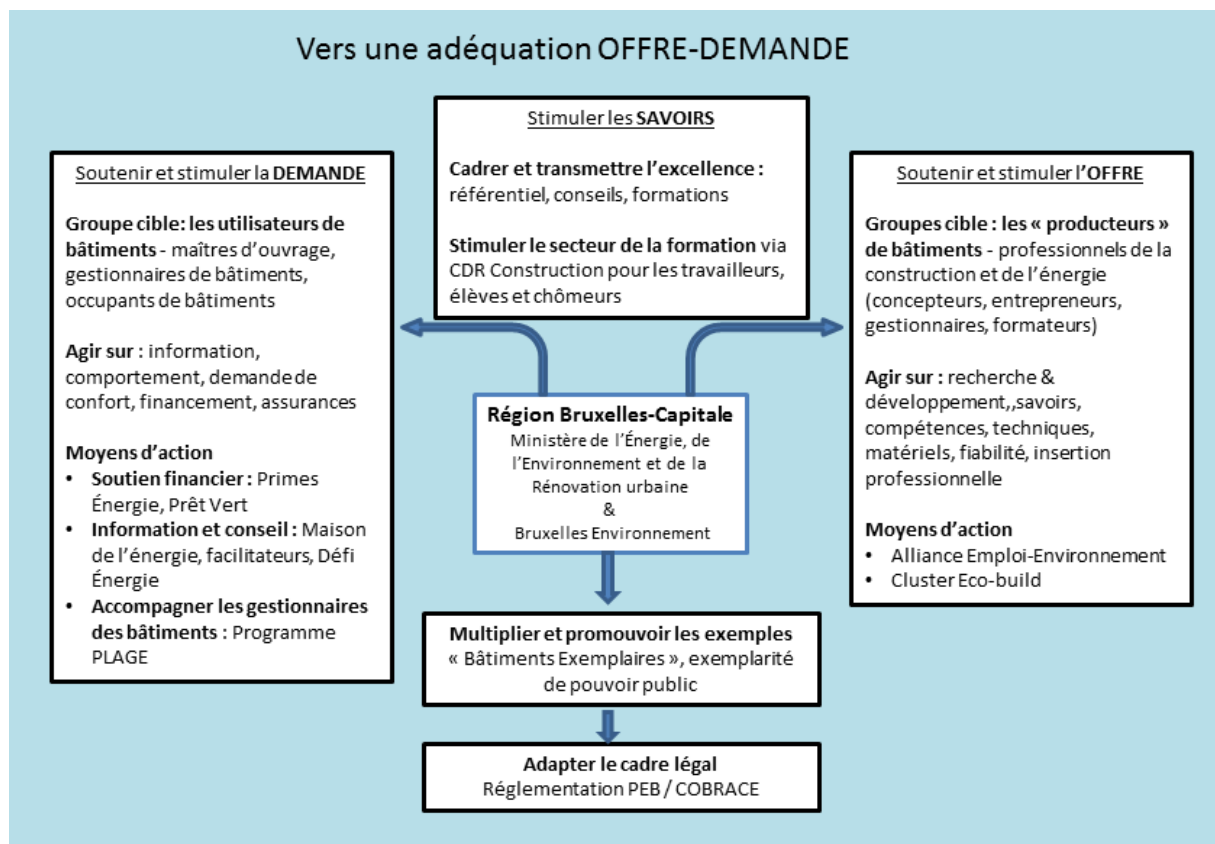 Vers une adéquation OFFRE-DEMANDE
Stimuler les SAVOIRS
Cadrer et transmettre l'excellence :
référentiel, conseils, formations
Stimuler le secteur de la formation via
CDR Construction pour les travailleurs,
élèves et chômeurs
Soutenir et stimuler la DEMANDE
Groupe cible: les utilisateurs de
bâtiments - maîtres d'ouvrage,
gestionnaires de bâtiments,
occupants de bâtiments
Agir sur : information,
comportement, demande de
confort, financement, assurances
Moyens d'action
• Soutien financier : Primes
Énergie, Prêt Vert
• Information et conseil : Maison
de l'énergie, facilitateurs, Défi
Énergie
• Accompagner les gestionnaires
des bâtiments : Programme
PLAGE
Soutenir et stimuler l'OFFRE
Groupes cible : les « producteurs »
de bâtiments - professionnels de la
construction et de l'énergie
(concepteurs, entrepreneurs,
gestionnaires, formateurs)
Agir sur : recherche &
développement,,savoirs,
compétences, techniques,
matériels, fiabilité, insertion
professionnelle
Moyens d'action
• Alliance Emploi-Environnement
• Cluster Eco-build
Région Bruxelles-Capitale
Ministère de l'Énergie, de
l'Environnement et de la
Rénovation urbaine
&
Bruxelles Environnement
Multiplier et promouvoir les exemples
« Bâtiments Exemplaires », exemplarité
de pouvoir public
Adapter le cadre légal
Réglementation PEB / COBRACE